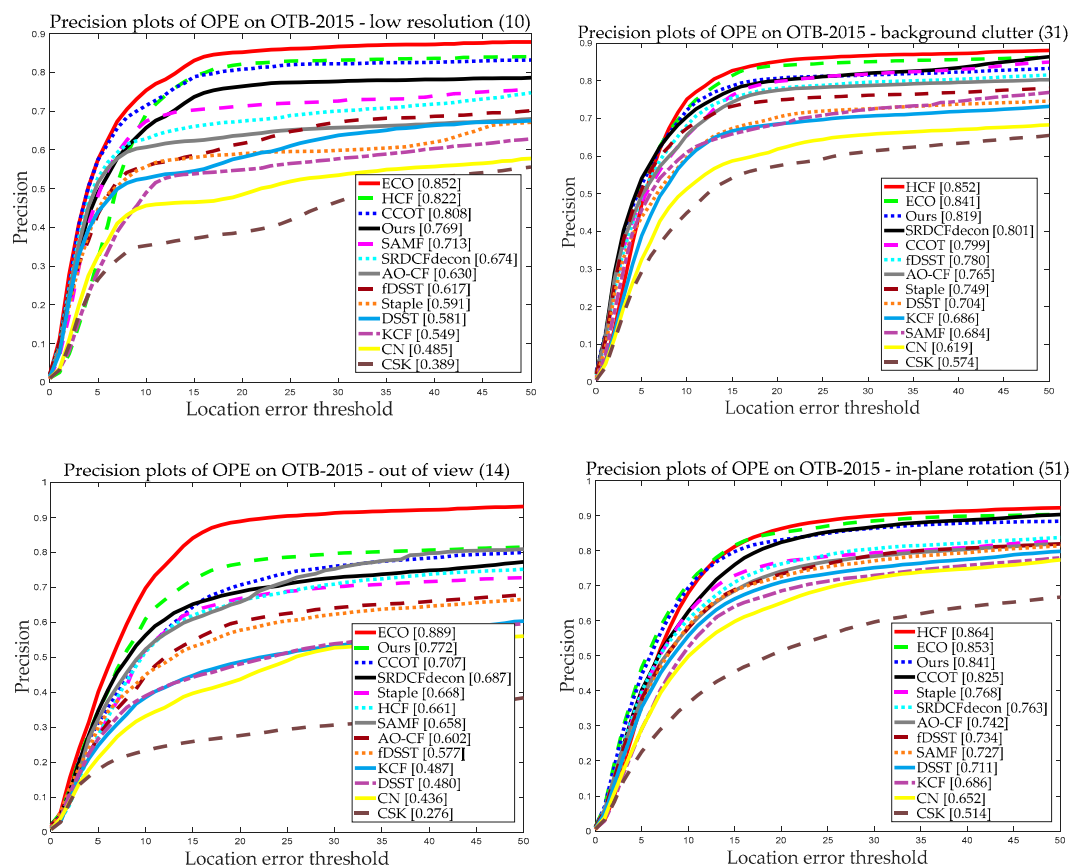 Precision plots of OPE on OTB-2015 - low resolution (10)
Precision
0.9
0.8
0.7
0.6
0.5
0.4
0.3
0.2
0.1
0
ECO [0.852]
HCF [0.822]
CCOT [0.808]
Ours [0.769]
SAMF [0.713]
SRDCFdecon [0.674]
AO-CF [0.630]
fDSST [0.617]
Staple [0.591]
DSST [0.581]
KCF [0.549]
CN [0.485]
CSK [0.389]
0 5 10 15 20 25 30 35 40 45 50
Location error threshold
Precision plots of OPE on OTB-2015 - background clutter (31)
Precision
0.9
0.8
0.7
0.6
0.5
0.4
0.3
0.2
0.1
0
HCF [0.852]
ECO [0.841]
Ours [0.819]
SRDCFdecon [0.801]
CCOT [0.799]
fDSST [0.780]
AO-CF [0.765]
Staple [0.749]
DSST [0.704]
KCF [0.686]
SAMF [0.684]
CN [0.619]
CSK [0.574]
0 5 10 15 20 25 30 35 40 45 50
Location error threshold
Precision plots of OPE on OTB-2015 - out of view (14)
Precision
1
0.9
0.8
0.7
0.6
0.5
0.4
0.3
0.2
0.1
0
ECO [0.889]
Ours [0.772]
CCOT [0.707]
SRDCFdecon [0.687]
Staple [0.668]
HCF [0.661]
SAMF [0.658]
AO-CF [0.602]
fDSST [0.577]
KCF [0.487]
DSST [0.480]
CN [0.436]
CSK [0.276]
0 5 10 15 20 25 30 35 40 45 50
Location error threshold
Precision plots of OPE on OTB-2015 - in-plane rotation (51)
Precision
1
0.9
0.8
0.7
0.6
0.5
0.4
0.3
0.2
0.1
0
HCF [0.864]
ECO [0.853]
Ours [0.841]
CCOT [0.825]
Staple [0.768]
SRDCFdecon [0.763]
AO-CF [0.742]
fDSST [0.734]
SAMF [0.727]
DSST [0.711]
KCF [0.686]
CN [0.652]
CSK [0.514]
0 5 10 15 20 25 30 35 40 45 50
Location error threshold